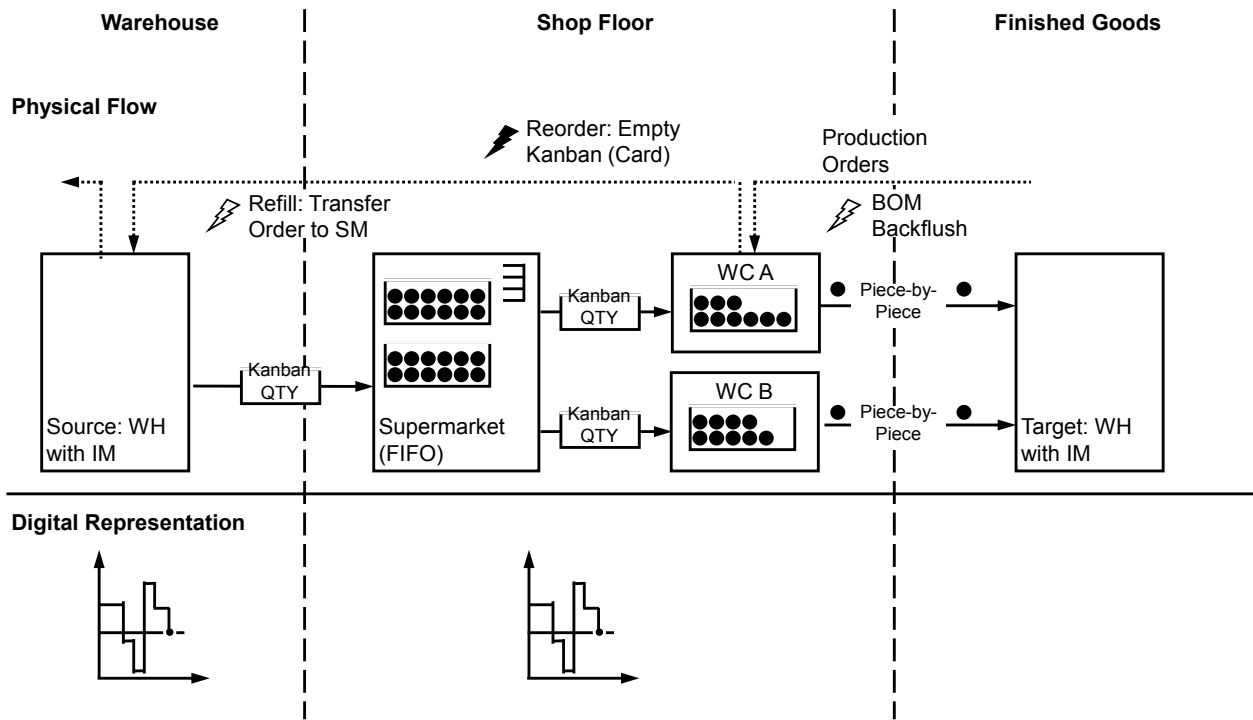 Warehouse
Shop Floor
Finished Goods
Physical Flow
Reorder: Empty
Kanban (Card)
Production
Orders
Refill: Transfer
Order to SM
BOM
Backflush
WC A
Kanban
QTY
Piece-by-
Piece
Kanban
QTY
WC B
Kanban
QTY
Piece-by-
Piece
Source: WH
with IM
Supermarket
(FIFO)
Target: WH
with IM
Digital Representation